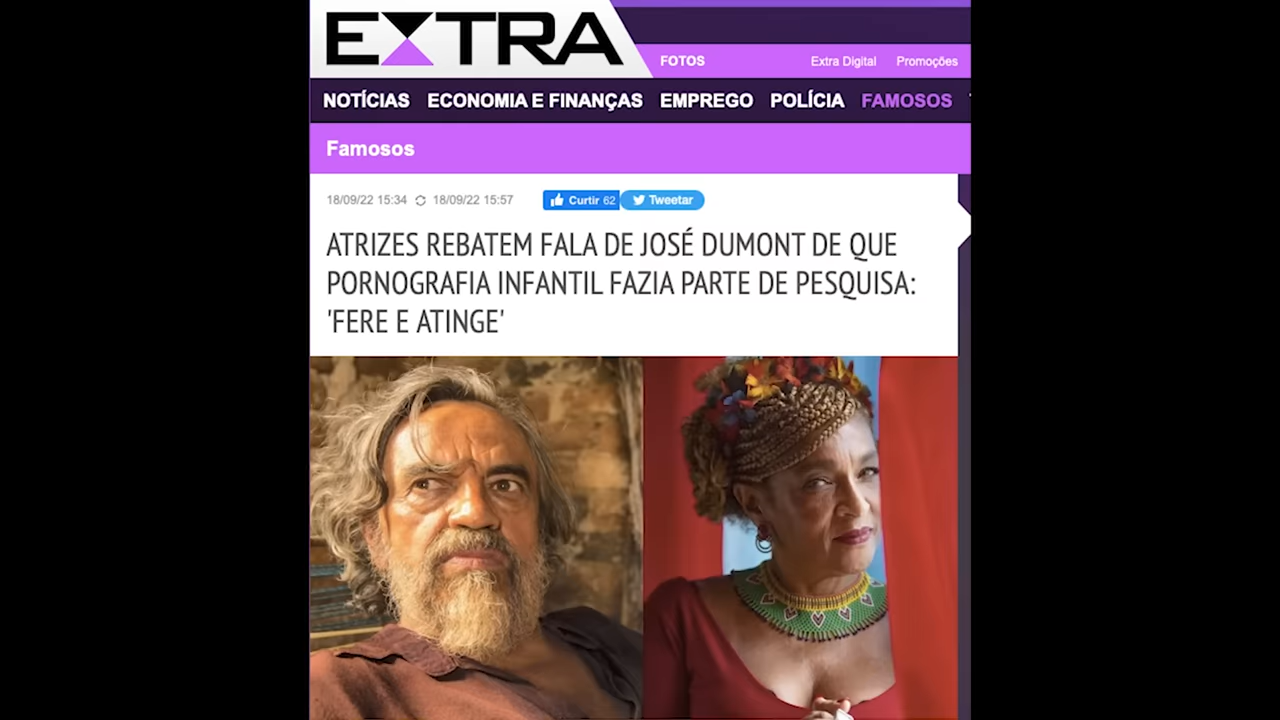 EXTRA
FOTOS
Extra Digital Promoções
NOTÍCIAS ECONOMIA E FINANÇAS EMPREGO POLÍCIA FAMOSOS
Famosos
18/09/22 15:34 18/09/22 15:57 Curtir 62 Tweetar
ATRIZES REBATEM FALA DE JOSÉ DUMONT DE QUE
PORNOGRAFIA INFANTIL FAZIA PARTE DE PESQUISA:
'FERE E ATINGE'